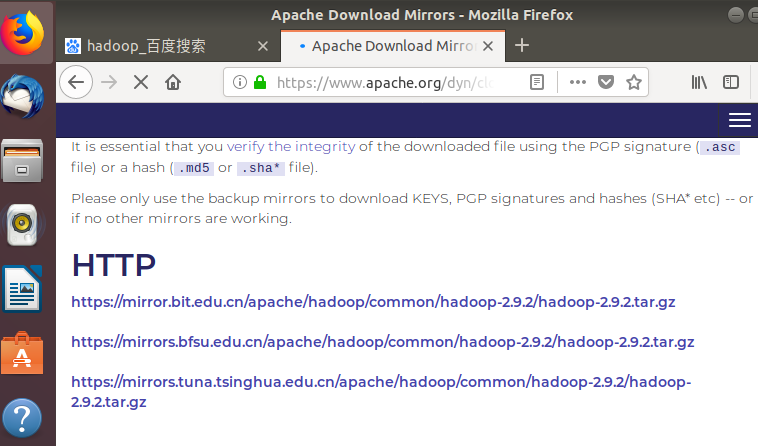 Apache Download Mirrors - Mozilla Firefox
hadoop_百度搜索
Apache Download Mirro
https://www.apache.org/dyn/clo
It is essential that you verify the integrity of the downloaded file using the PGP signature (.asc
file) or a hash (.md5 or .sha* file).
Please only use the backup mirrors to download KEYS, PGP signatures and hashes (SHA* etc) -- or
if no other mirrors are working.
HTTP
https://mirror.bit.edu.cn/apache/hadoop/common/hadoop-2.9.2/hadoop-2.9.2.tar.gz
https://mirrors.bfsu.edu.cn/apache/hadoop/common/hadoop-2.9.2/hadoop-2.9.2.tar.gz
https://mirrors.tuna.tsinghua.edu.cn/apache/hadoop/common/hadoop-2.9.2/hadoop-
2.9.2.tar.gz